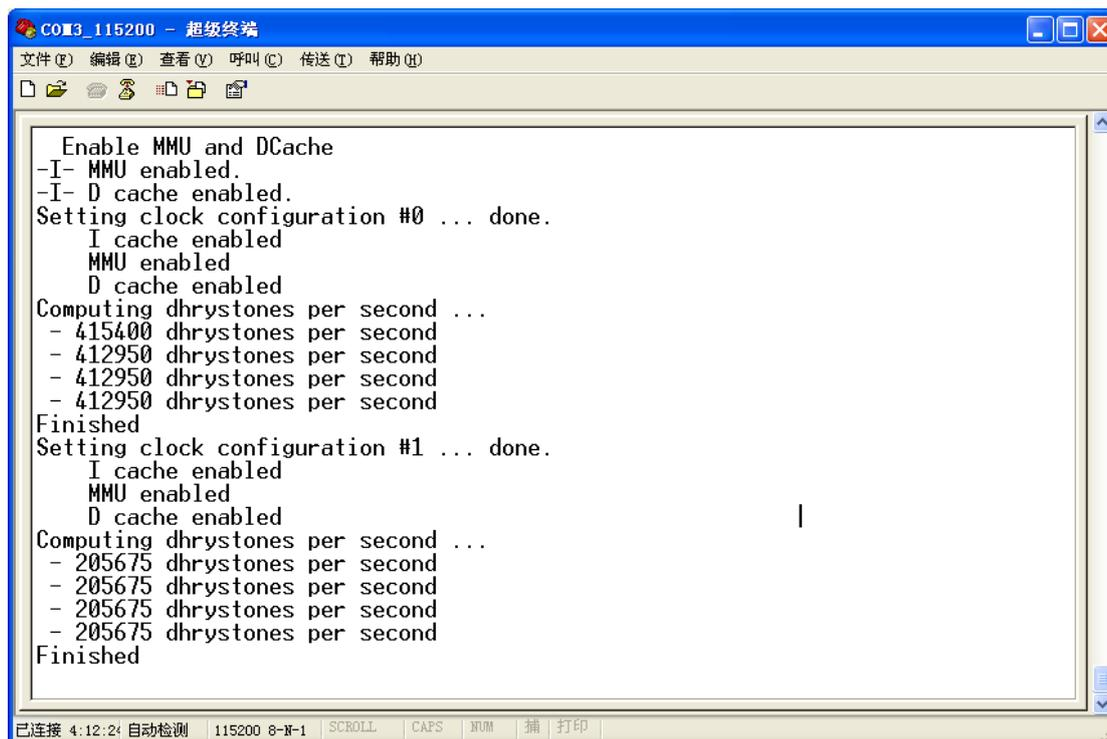 COM3_115200 - 超级终端
文件(F) 编辑(E) 查看(V) 呼叫(C) 传送(T) 帮助(H)
Enable MMU and DCache
-I- MMU enabled.
-I- D cache enabled.
Setting clock configuration #0 ... done.
I cache enabled
MMU enabled
D cache enabled
Computing dhrystones per second ...
- 415400 dhrystones per second
- 412950 dhrystones per second
- 412950 dhrystones per second
- 412950 dhrystones per second
Finished
Setting clock configuration #1 ... done.
I cache enabled
MMU enabled
D cache enabled
Computing dhrystones per second ...
- 205675 dhrystones per second
- 205675 dhrystones per second
- 205675 dhrystones per second
- 205675 dhrystones per second
Finished
已连接 4:12:24 自动检测 115200 8-N-1 SCROLL CAPS NUM 捕 打印